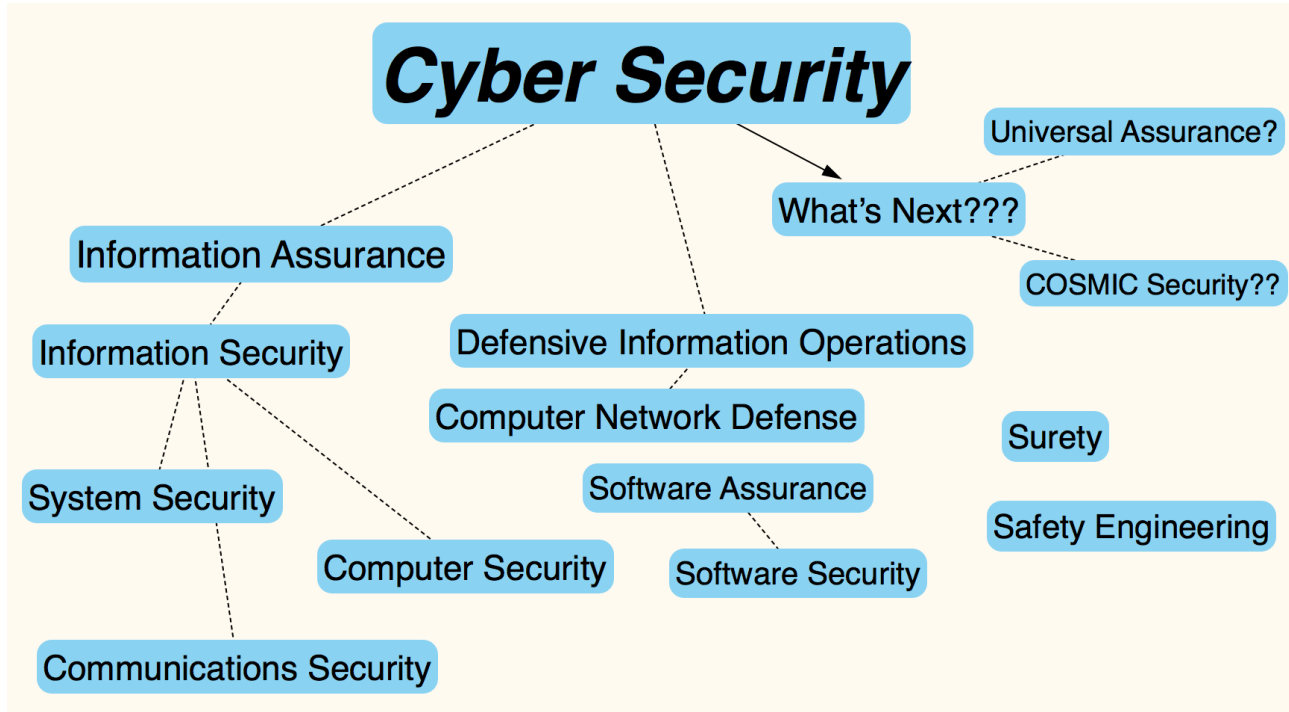 Cyber Security
Universal Assurance?
What's Next???
Information Assurance
COSMIC Security??
Information Security
Defensive Information Operations
Computer Network Defense
Surety
System Security
Software Assurance
Safety Engineering
Computer Security
Software Security
Communications Security